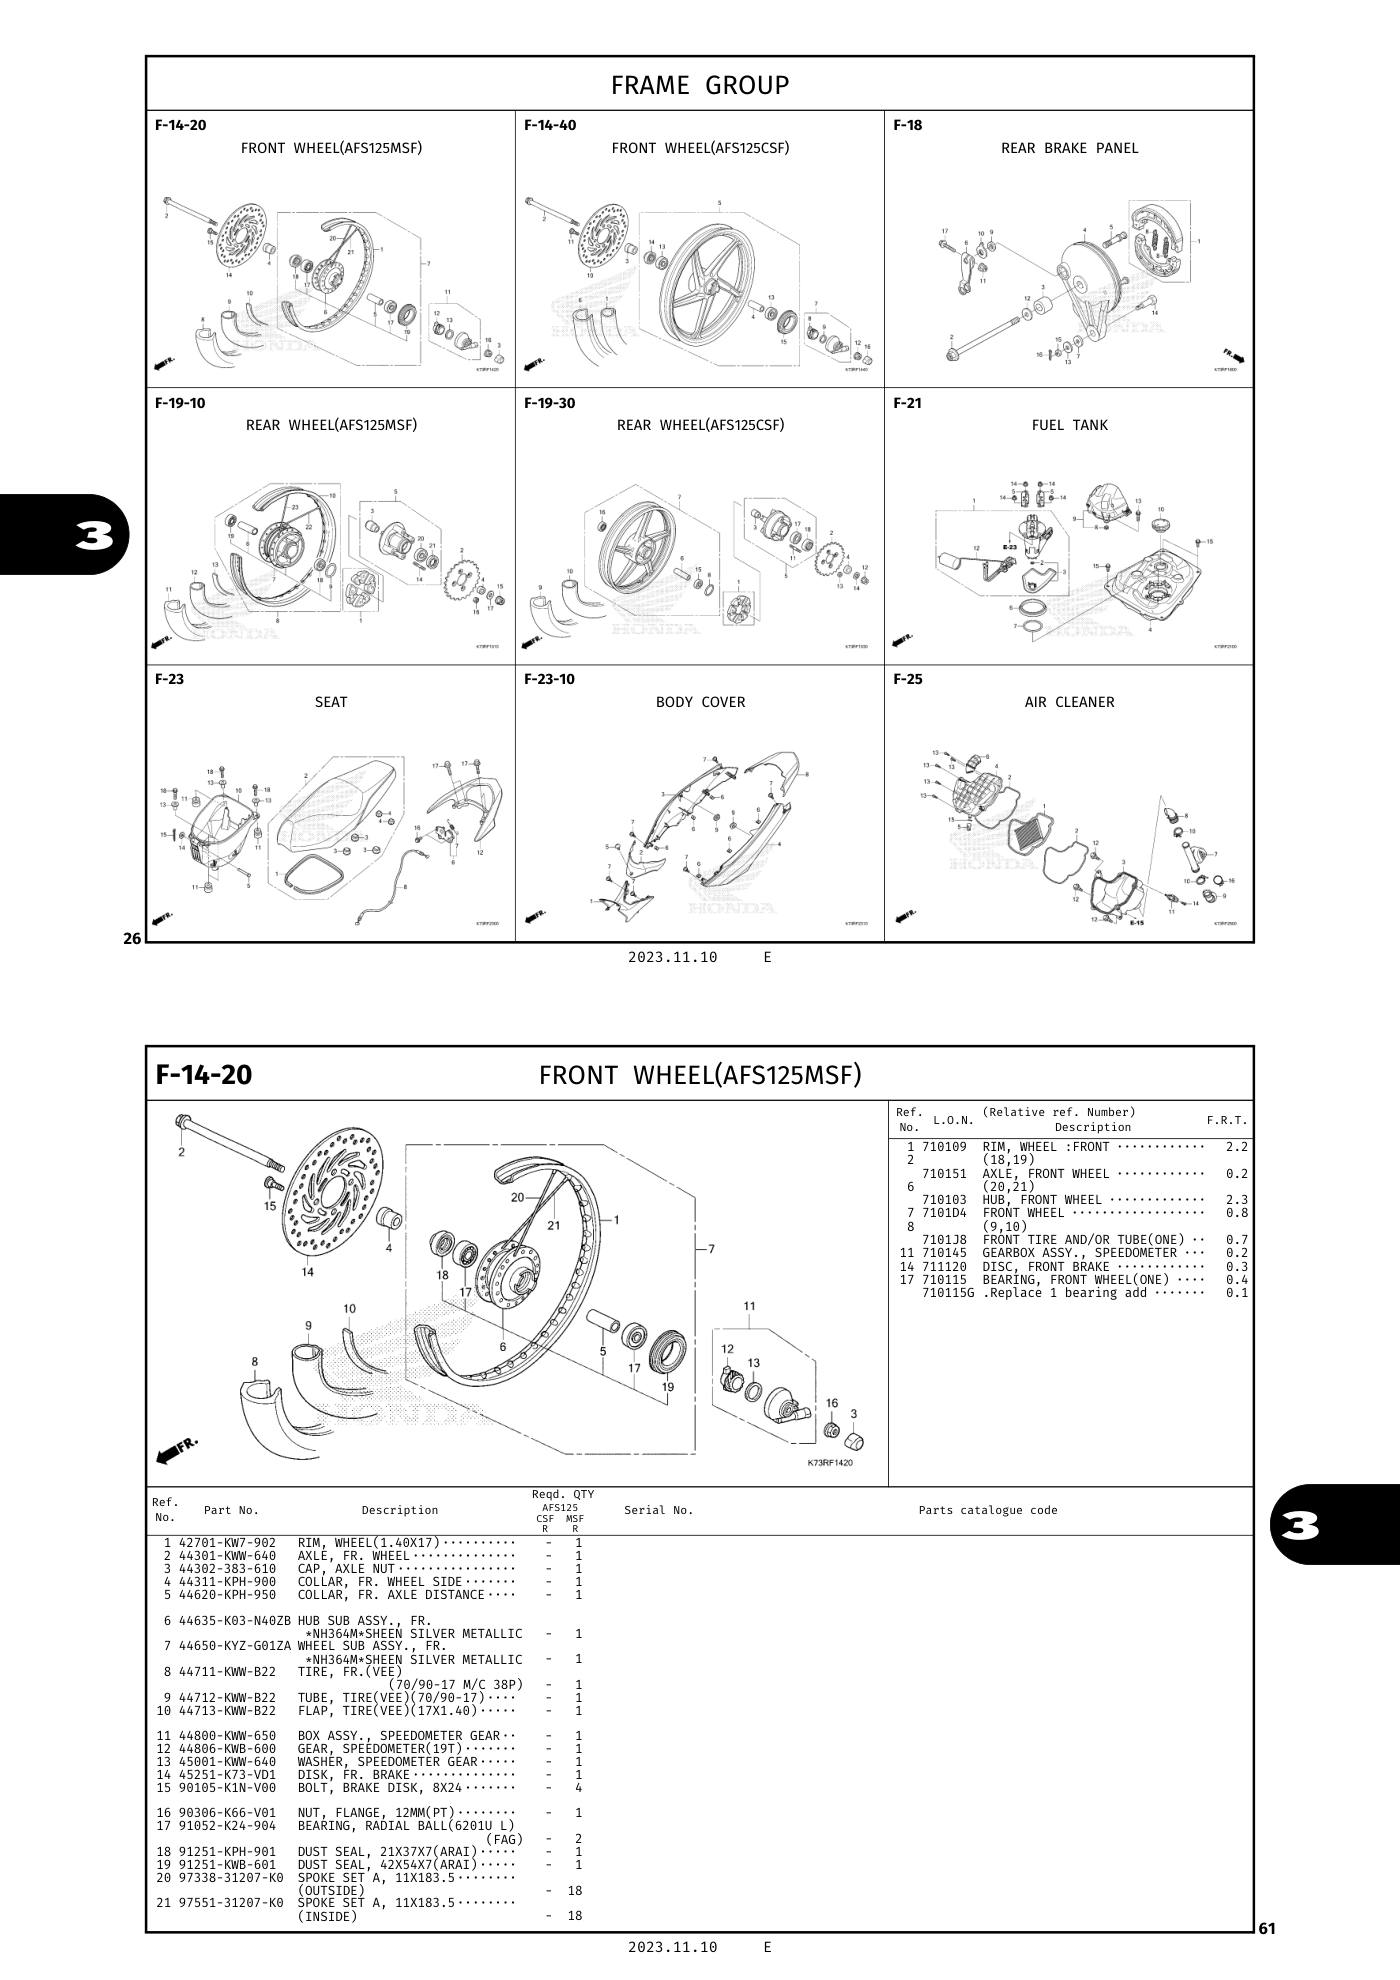 FRAME GROUP
F-14-20
FRONT WHEEL(AFS125MSF)
F-14-40
FRONT WHEEL(AFS125CSF)
F-18
REAR BRAKE PANEL
F-19-10
REAR WHEEL(AFS125MSF)
F-19-30
REAR WHEEL(AFS125CSF)
F-21
FUEL TANK
E-23
F-23
SEAT
F-23-10
BODY COVER
F-25
AIR CLEANER
E-15
FR.
HONDA
3
26
2023.11.10 E
F-14-20 FRONT WHEEL(AFS125MSF)
2
15
14
4
20
21
1
7
18
17
10
9
8
6
5
17
19
11
12
13
16
3
FR.
HONDA
K73RF1420
Ref. No. L.O.N. (Relative ref. Number) Description F.R.T.
1 710109 RIM, WHEEL :FRONT ············ 2.2
2 (18,19)
710151 AXLE, FRONT WHEEL ············ 0.2
6 (20,21)
710103 HUB, FRONT WHEEL ············· 2.3
7 7101D4 FRONT WHEEL ·················· 0.8
8 (9,10)
7101J8 FRONT TIRE AND/OR TUBE(ONE) ·· 0.7
11 710145 GEARBOX ASSY., SPEEDOMETER ··· 0.2
14 711120 DISC, FRONT BRAKE ············ 0.3
17 710115 BEARING, FRONT WHEEL(ONE) ···· 0.4
710115G .Replace 1 bearing add ······· 0.1
Ref. No. Part No. Description Reqd. QTY AFS125 CSF MSF R R Serial No. Parts catalogue code
1 42701-KW7-902 RIM, WHEEL(1.40X17)·········· - 1
2 44301-KWW-640 AXLE, FR. WHEEL·············· - 1
3 44302-383-610 CAP, AXLE NUT················ - 1
4 44311-KPH-900 COLLAR, FR. WHEEL SIDE······· - 1
5 44620-KPH-950 COLLAR, FR. AXLE DISTANCE···· - 1
6 44635-K03-N40ZB HUB SUB ASSY., FR.
*NH364M*SHEEN SILVER METALLIC - 1
7 44650-KYZ-G01ZA WHEEL SUB ASSY., FR.
*NH364M*SHEEN SILVER METALLIC - 1
8 44711-KWW-B22 TIRE, FR.(VEE)
(70/90-17 M/C 38P) - 1
9 44712-KWW-B22 TUBE, TIRE(VEE)(70/90-17)···· - 1
10 44713-KWW-B22 FLAP, TIRE(VEE)(17X1.40)····· - 1
11 44800-KWW-650 BOX ASSY., SPEEDOMETER GEAR·· - 1
12 44806-KWB-600 GEAR, SPEEDOMETER(19T)······· - 1
13 45001-KWW-640 WASHER, SPEEDOMETER GEAR····· - 1
14 45251-K73-VD1 DISK, FR. BRAKE·············· - 1
15 90105-K1N-V00 BOLT, BRAKE DISK, 8X24······· - 4
16 90306-K66-V01 NUT, FLANGE, 12MM(PT)········ - 1
17 91052-K24-904 BEARING, RADIAL BALL(6201U L)
(FAG) - 2
18 91251-KPH-901 DUST SEAL, 21X37X7(ARAI)····· - 1
19 91251-KWB-601 DUST SEAL, 42X54X7(ARAI)····· - 1
20 97338-31207-K0 SPOKE SET A, 11X183.5········
(OUTSIDE) - 18
21 97551-31207-K0 SPOKE SET A, 11X183.5········
(INSIDE) - 18
3
61
2023.11.10 E